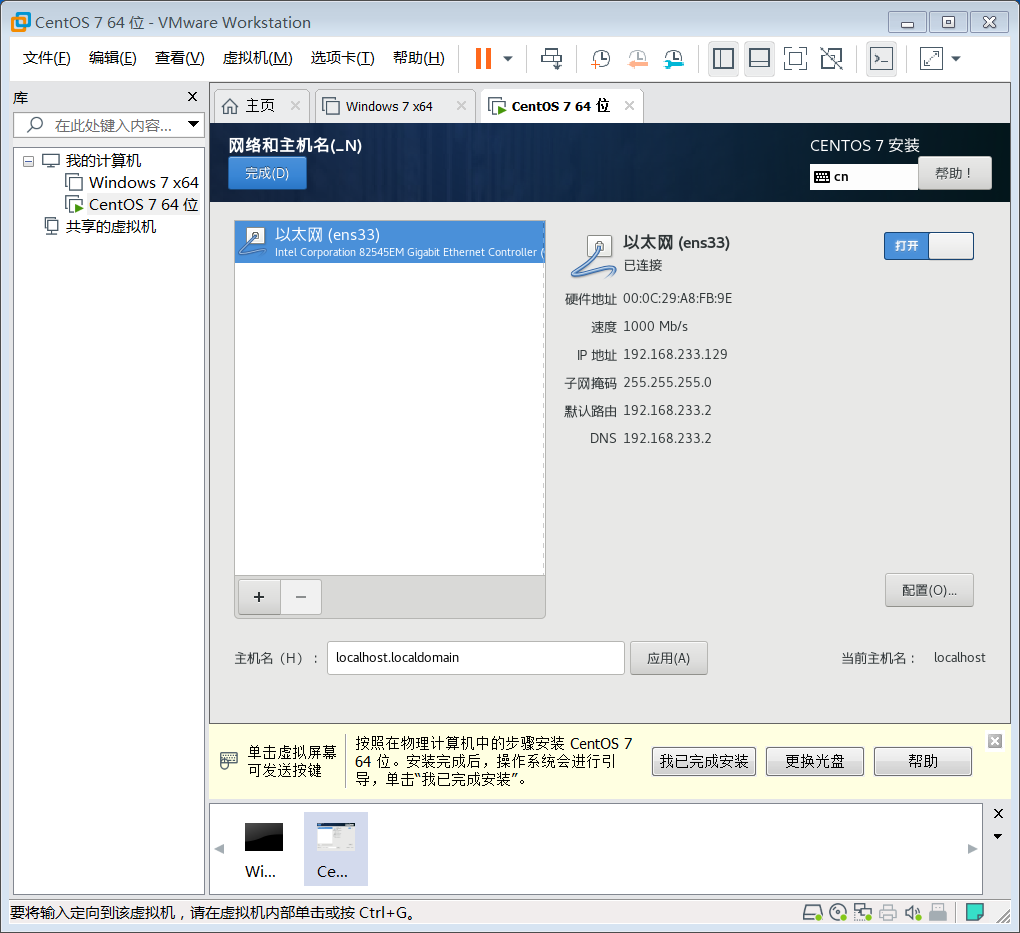 CentOS 7 64 位 - VMware Workstation
文件(F) 编辑(E) 查看(V) 虚拟机(M) 选项卡(T) 帮助(H)
库
在此处键入内容...
我的计算机
Windows 7 x64
CentOS 7 64 位
共享的虚拟机
主页 Windows 7 x64 CentOS 7 64 位
网络和主机名(_N)
完成(D)
CENTOS 7 安装
cn
帮助！
以太网 (ens33)
Intel Corporation 82545EM Gigabit Ethernet Controller (
以太网 (ens33)
已连接
打开
硬件地址 00:0C:29:A8:FB:9E
速度 1000 Mb/s
IP 地址 192.168.233.129
子网掩码 255.255.255.0
默认路由 192.168.233.2
DNS 192.168.233.2
+ −
配置(O)...
主机名（H）： localhost.localdomain 应用(A) 当前主机名： localhost
单击虚拟屏幕
可发送按键
按照在物理计算机中的步骤安装 CentOS 7
64 位。安装完成后，操作系统会进行引
导，单击“我已完成安装”。
我已完成安装 更换光盘 帮助
Wi... Ce...
要将输入定向到该虚拟机，请在虚拟机内部单击或按 Ctrl+G。